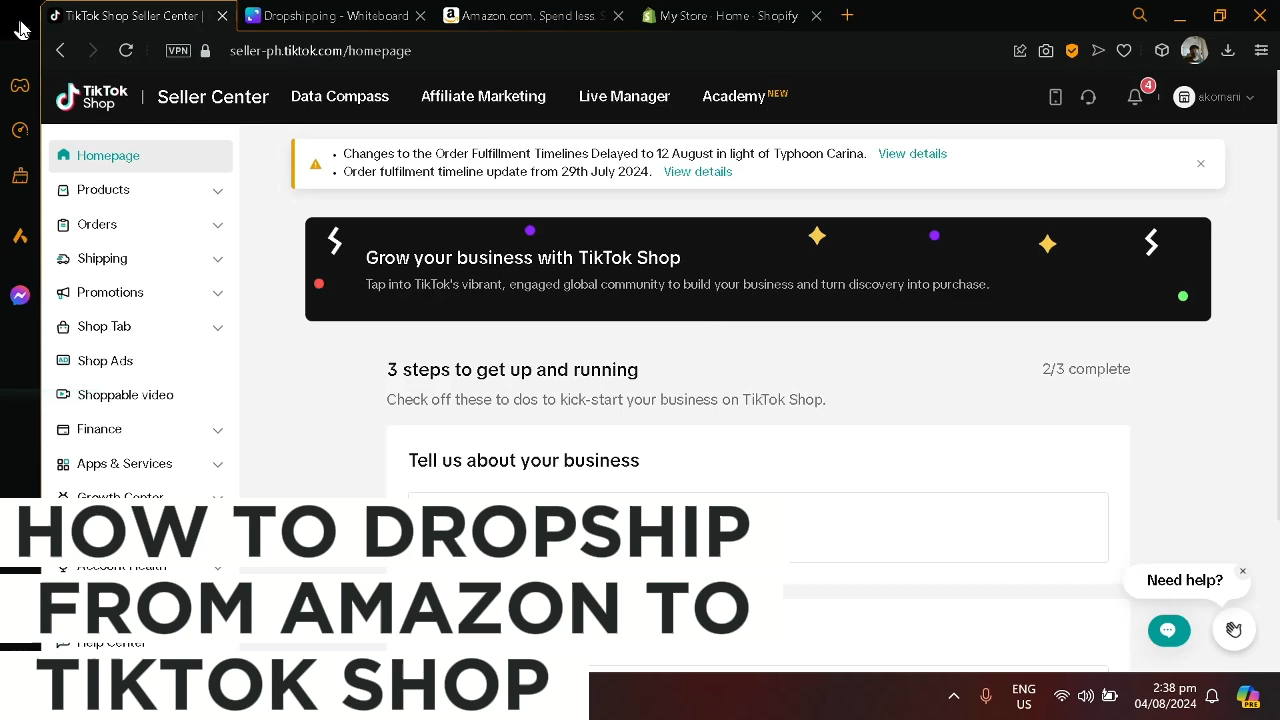 TikTok Shop Seller Center |
Dropshipping - Whiteboard
Amazon.com. Spend less. S
My Store · Home · Shopify
VPN
seller-ph.tiktok.com/homepage
TikTok Shop | Seller Center
Data Compass
Affiliate Marketing
Live Manager
Academy NEW
4
akomani
Homepage
Products
Orders
Shipping
Promotions
Shop Tab
Shop Ads
Shoppable video
Finance
Apps & Services
Growth Center
Account Health
Help Center
• Changes to the Order Fulfillment Timelines Delayed to 12 August in light of Typhoon Carina. View details
• Order fulfilment timeline update from 29th July 2024. View details
Grow your business with TikTok Shop
Tap into TikTok's vibrant, engaged global community to build your business and turn discovery into purchase.
3 steps to get up and running
2/3 complete
Check off these to dos to kick-start your business on TikTok Shop.
Tell us about your business
HOW TO DROPSHIP
FROM AMAZON TO
TIKTOK SHOP
Need help?
ENG
US
2:38 pm
04/08/2024
PRE